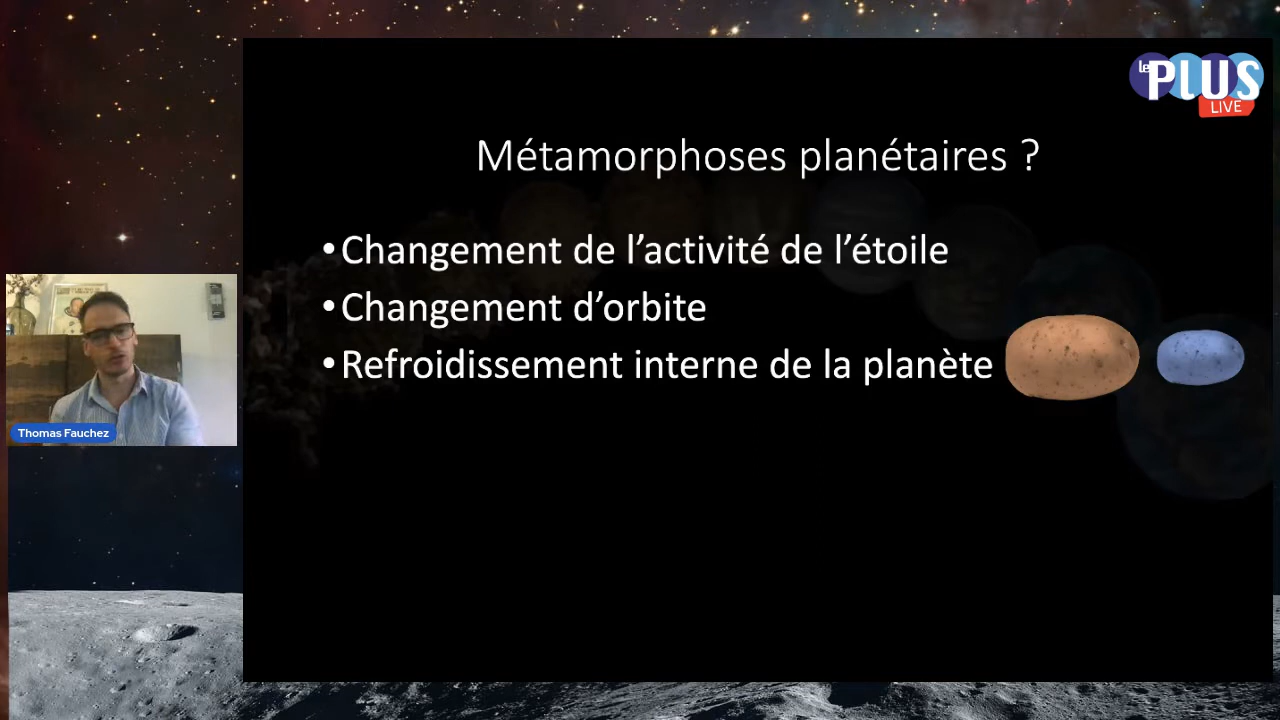 le PLUS
LIVE
Métamorphoses planétaires ?
• Changement de l’activité de l’étoile
• Changement d’orbite
• Refroidissement interne de la planète
Thomas Fauchez